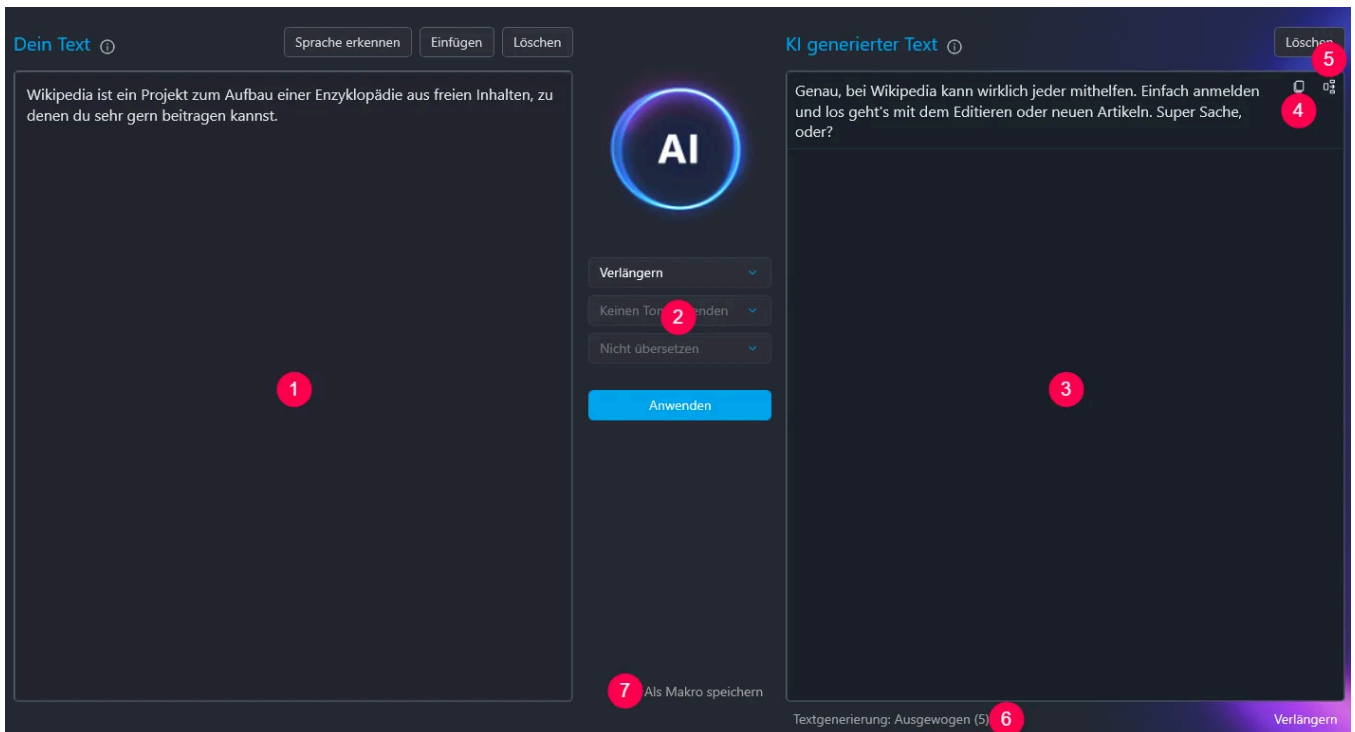 Dein Text
Sprache erkennen
Einfügen
Löschen
Wikipedia ist ein Projekt zum Aufbau einer Enzyklopädie aus freien Inhalten, zu
denen du sehr gern beitragen kannst.
1
AI
Verlängern
Keinen Ton enden
2
Nicht übersetzen
Anwenden
7
Als Makro speichern
KI generierter Text
Löschen
5
Genau, bei Wikipedia kann wirklich jeder mithelfen. Einfach anmelden
und los geht's mit dem Editieren oder neuen Artikeln. Super Sache,
oder?
4
3
Textgenerierung: Ausgewogen (5)
6
Verlängern